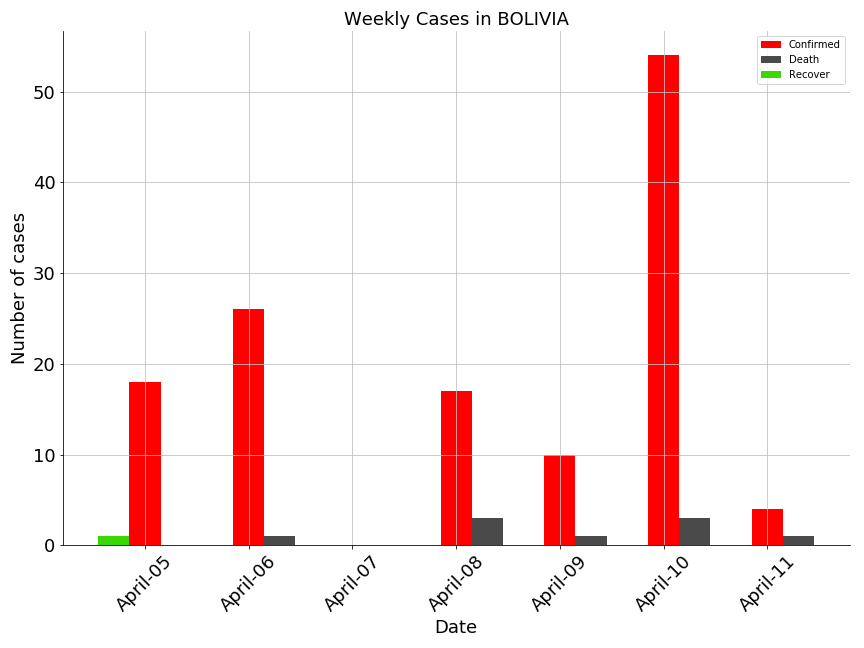 Weekly Cases in BOLIVIA
Confirmed
Death
Recover
Number of cases
50
40
30
20
10
0
April-05
April-06
April-07
April-08
April-09
April-10
April-11
Date